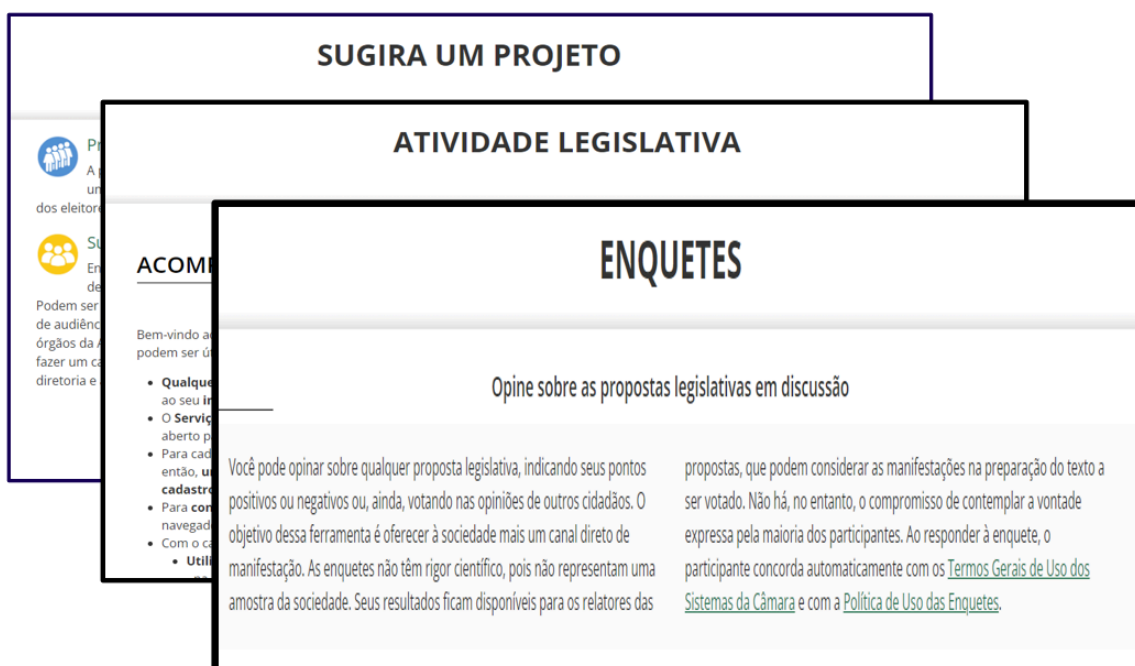 SUGIRA UM PROJETO
dos eleitore
Podem ser
de audiênc
órgãos da
fazer um ca
diretoria e
ATIVIDADE LEGISLATIVA
ACOM
Bem-vindo ao
podem ser
Qualque
ao seu
O Serviç
aberto p
Para cad
então,
cadastro
Para con
navegad
Com o ca
Utili
ENQUETES
Opine sobre as propostas legislativas em discussão
Você pode opinar sobre qualquer proposta legislativa, indicando seus pontos
positivos ou negativos ou, ainda, votando nas opiniões de outros cidadãos. O
objetivo dessa ferramenta é oferecer à sociedade mais um canal direto de
manifestação. As enquetes não têm rigor científico, pois não representam uma
amostra da sociedade. Seus resultados ficam disponíveis para os relatores das
propostas, que podem considerar as manifestações na preparação do texto a
ser votado. Não há, no entanto, o compromisso de contemplar a vontade
expressa pela maioria dos participantes. Ao responder à enquete, o
participante concorda automaticamente com os Termos Gerais de Uso dos
Sistemas da Câmara e com a Política de Uso das Enquetes.